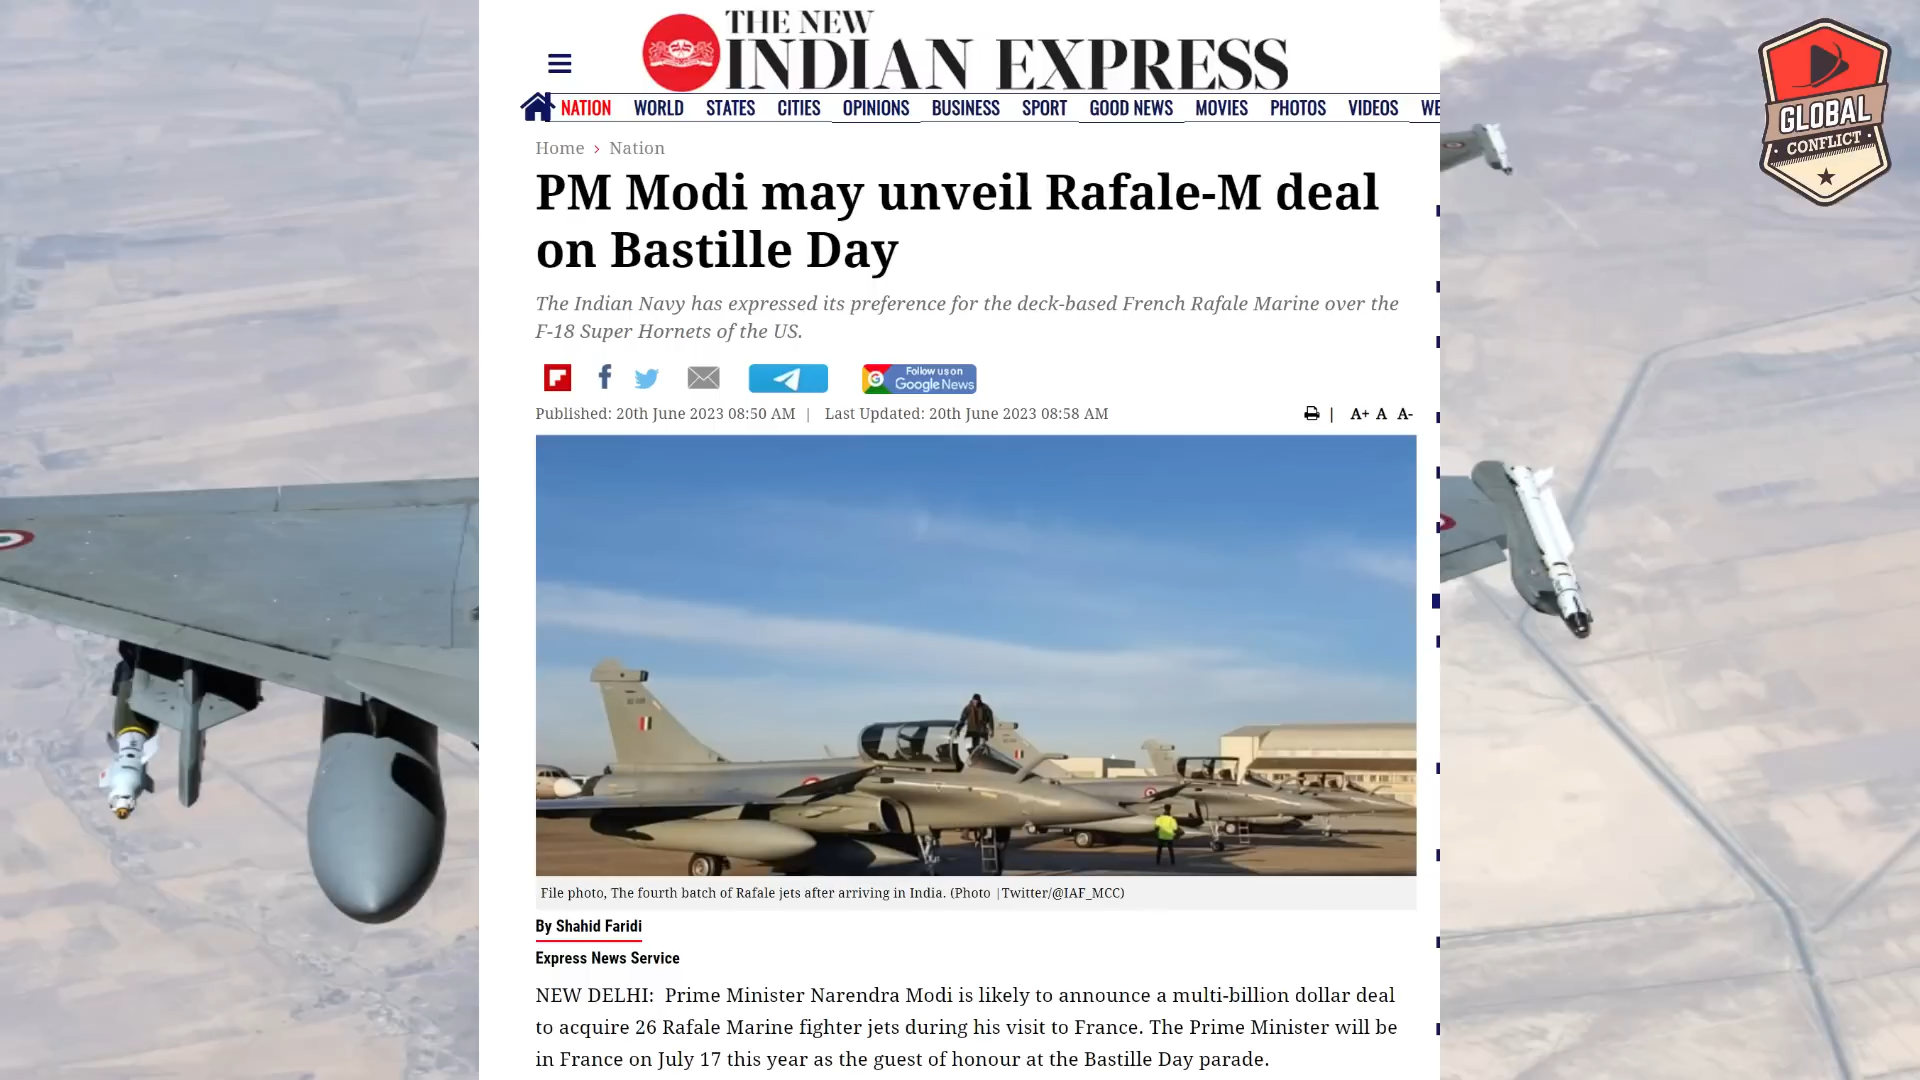 THE NEW
INDIAN EXPRESS
NATION WORLD STATES CITIES OPINIONS BUSINESS SPORT GOOD NEWS MOVIES PHOTOS VIDEOS WE
Home > Nation
PM Modi may unveil Rafale-M deal
on Bastille Day
The Indian Navy has expressed its preference for the deck-based French Rafale Marine over the
F-18 Super Hornets of the US.
Follow us on
Google News
Published: 20th June 2023 08:50 AM | Last Updated: 20th June 2023 08:58 AM | A+ A A-
File photo, The fourth batch of Rafale jets after arriving in India. (Photo |Twitter/@IAF_MCC)
By Shahid Faridi
Express News Service
NEW DELHI: Prime Minister Narendra Modi is likely to announce a multi-billion dollar deal
to acquire 26 Rafale Marine fighter jets during his visit to France. The Prime Minister will be
in France on July 17 this year as the guest of honour at the Bastille Day parade.
GLOBAL
CONFLICT